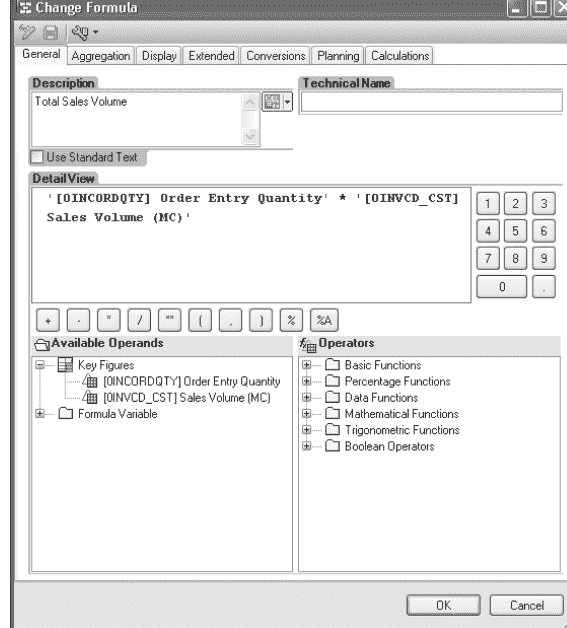 Change Formula
General Aggregation Display Extended Conversions Planning Calculations
Description
Technical Name
Total Sales Volume
Use Standard Text
Detail View
'[0INCORDQTY] Order Entry Quantity' * '[0INVCD_CST]
Sales Volume (MC)'
1 2 3
4 5 6
7 8 9
0 .
+ - * / ** ( , ) % %A
Available Operands
Operators
Key Figures
[0INCORDQTY] Order Entry Quantity
[0INVCD_CST] Sales Volume (MC)
Formula Variable
Basic Functions
Percentage Functions
Data Functions
Mathematical Functions
Trigonometric Functions
Boolean Operators
OK Cancel